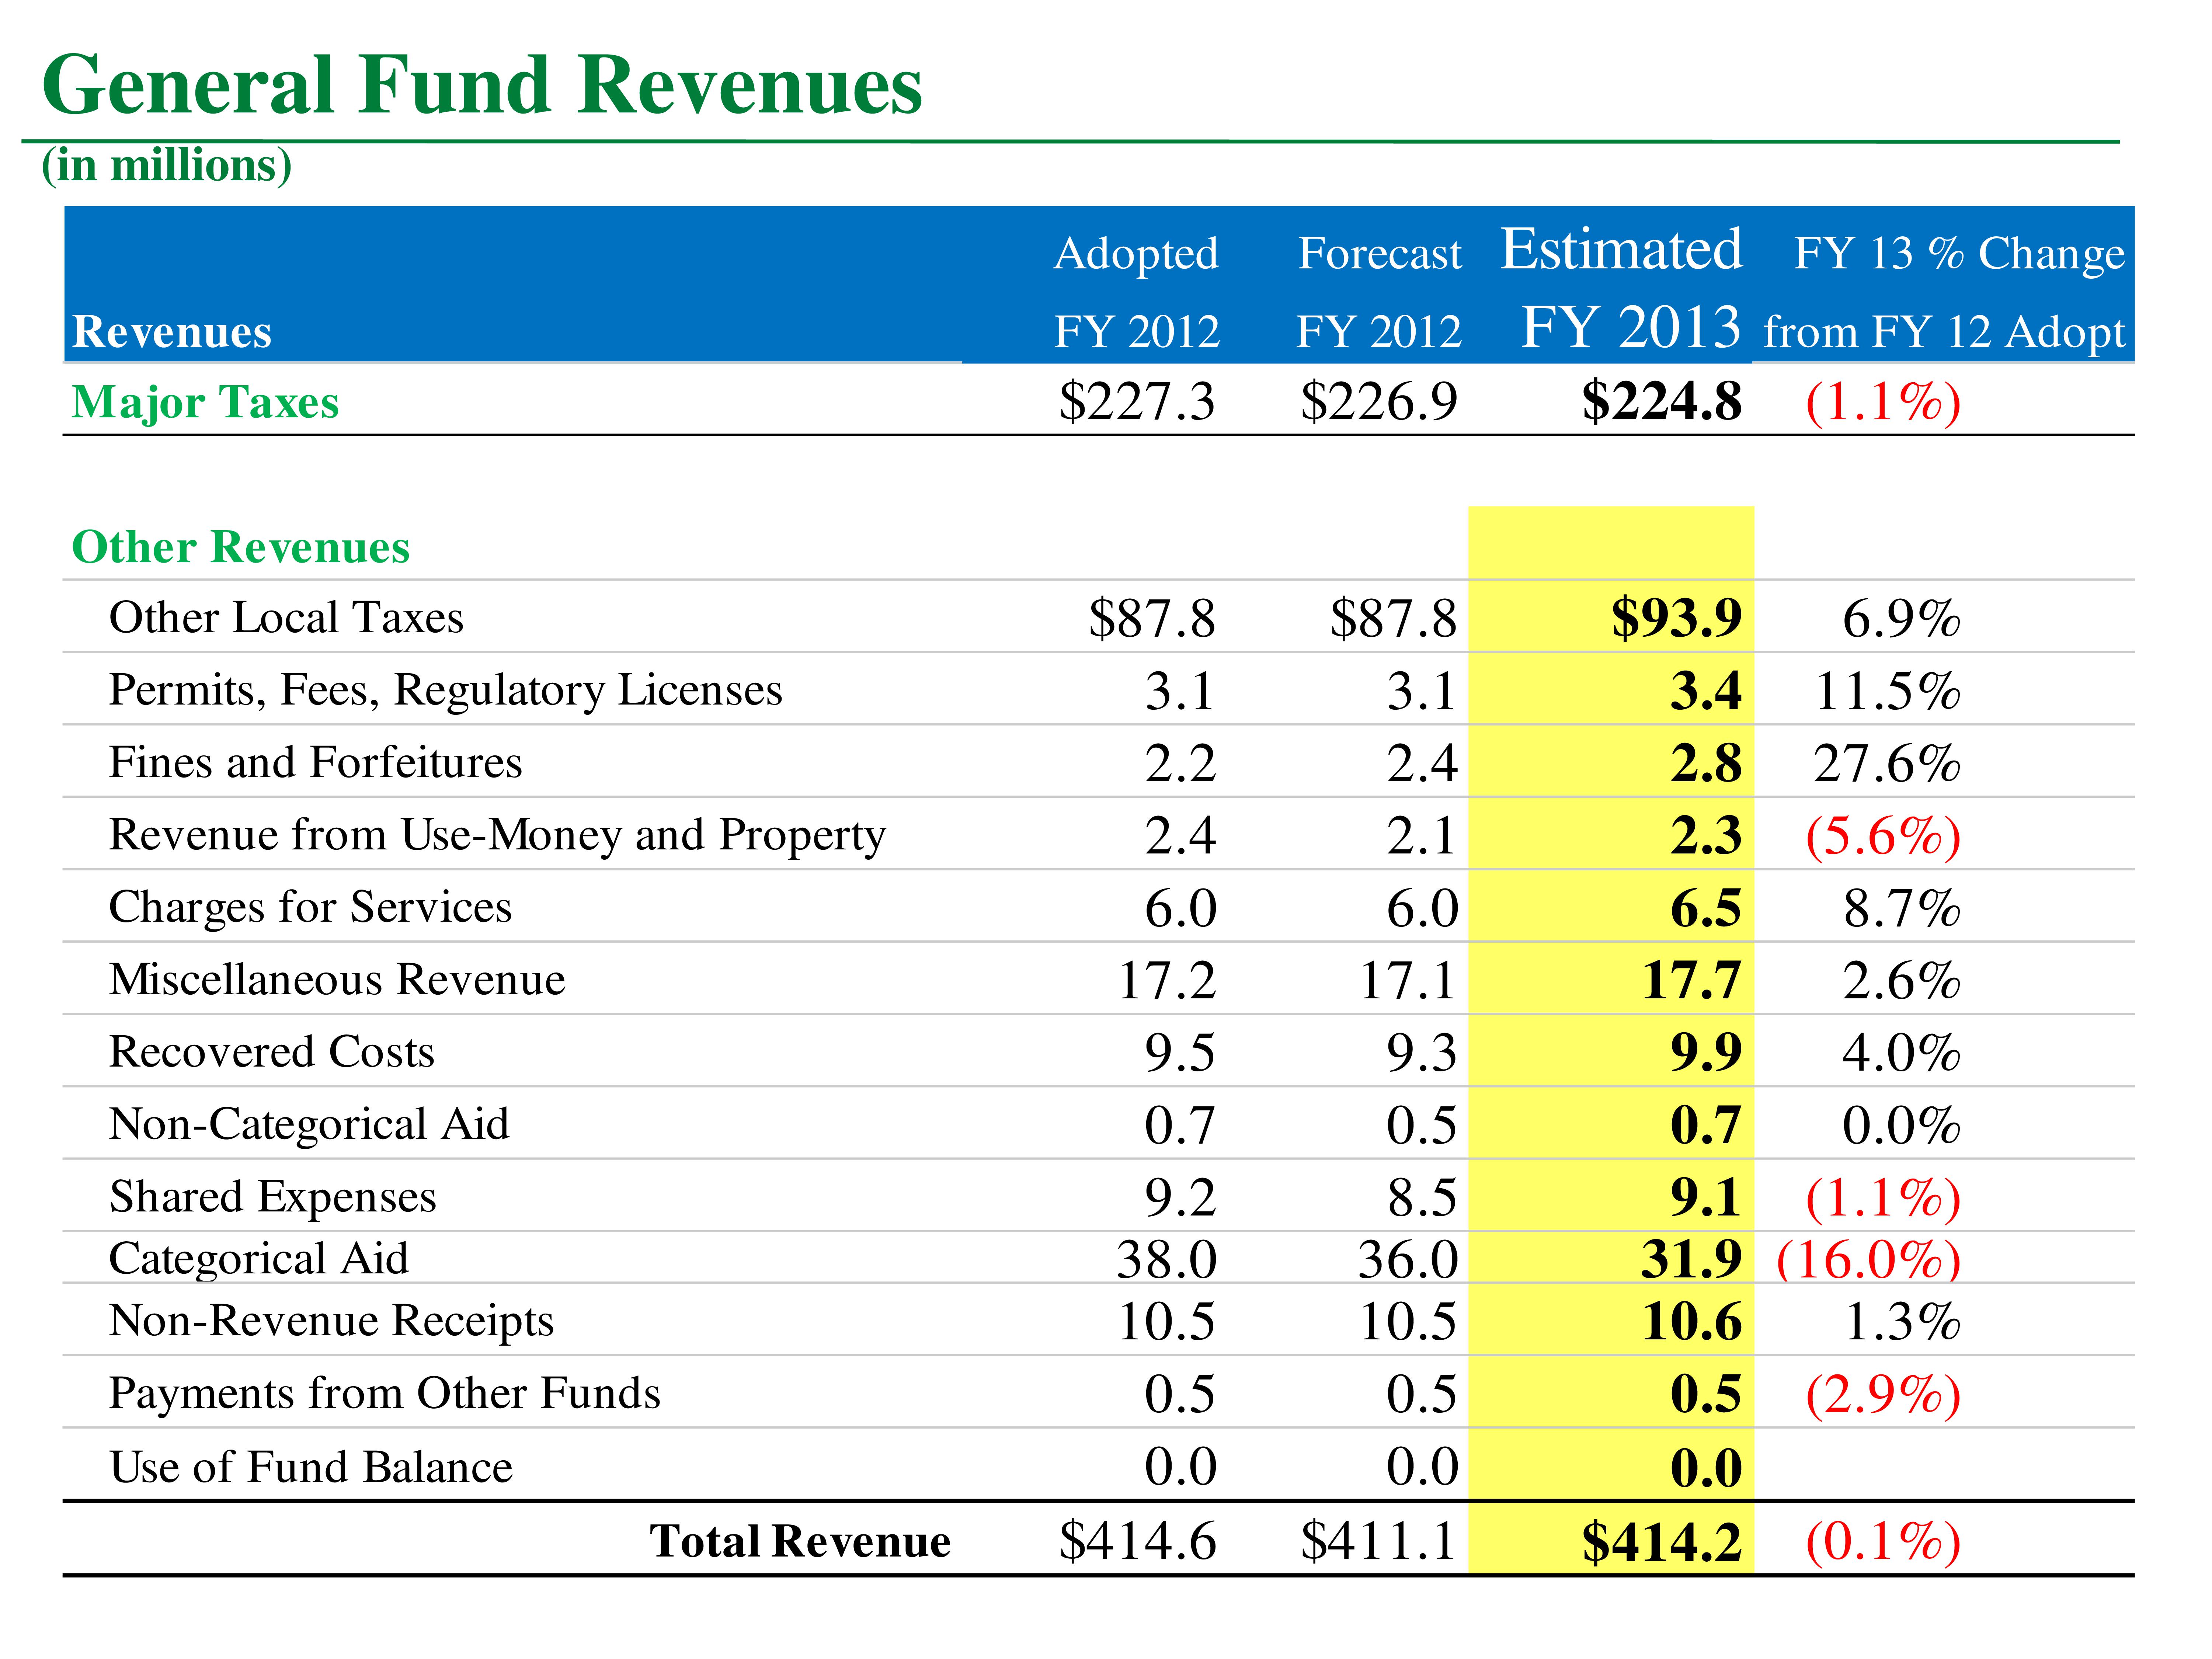 General Fund Revenues
(in millions)
Adopted Forecast Estimated FY 13 % Change
Revenues FY 2012 FY 2012 FY 2013 from FY 12 Adopt
Major Taxes $227.3 $226.9 $224.8 (1.1%)
Other Revenues
Other Local Taxes $87.8 $87.8 $93.9 6.9%
Permits, Fees, Regulatory Licenses 3.1 3.1 3.4 11.5%
Fines and Forfeitures 2.2 2.4 2.8 27.6%
Revenue from Use-Money and Property 2.4 2.1 2.3 (5.6%)
Charges for Services 6.0 6.0 6.5 8.7%
Miscellaneous Revenue 17.2 17.1 17.7 2.6%
Recovered Costs 9.5 9.3 9.9 4.0%
Non-Categorical Aid 0.7 0.5 0.7 0.0%
Shared Expenses 9.2 8.5 9.1 (1.1%)
Categorical Aid 38.0 36.0 31.9 (16.0%)
Non-Revenue Receipts 10.5 10.5 10.6 1.3%
Payments from Other Funds 0.5 0.5 0.5 (2.9%)
Use of Fund Balance 0.0 0.0 0.0
Total Revenue $414.6 $411.1 $414.2 (0.1%)